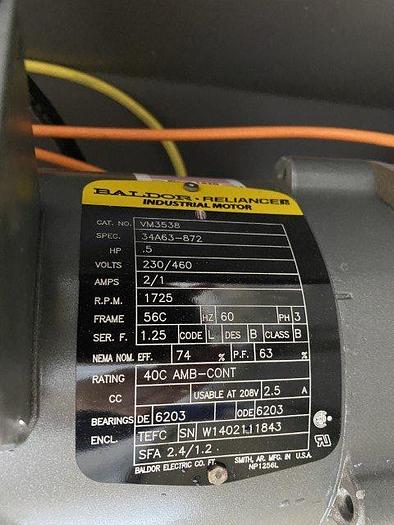 BALDOR · RELIANCE
INDUSTRIAL MOTOR
CAT. NO. VM3538
SPEC. 34A63-872
HP .5
VOLTS 230/460
AMPS 2/1
R.P.M. 1725
FRAME 56C HZ 60 PH 3
SER. F. 1.25 CODE L DES B CLASS B
NEMA NOM. EFF. 74 % P.F. 63 %
RATING 40C AMB-CONT
CC USABLE AT 208V 2.5 A
BEARINGS DE 6203 ODE 6203
ENCL. TEFC SN W1402111843
SFA 2.4/1.2
BALDOR ELECTRIC CO. FT. SMITH, AR. MFG. IN U.S.A.
NP1256L